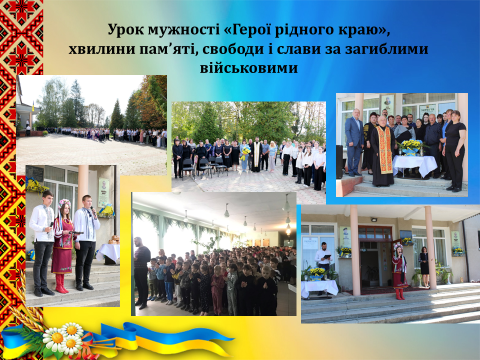 Урок мужності «Герої рідного краю»,
хвилини пам’яті, свободи і слави за загиблими
військовими